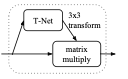 T-Net
3x3
transform
matrix
multiply